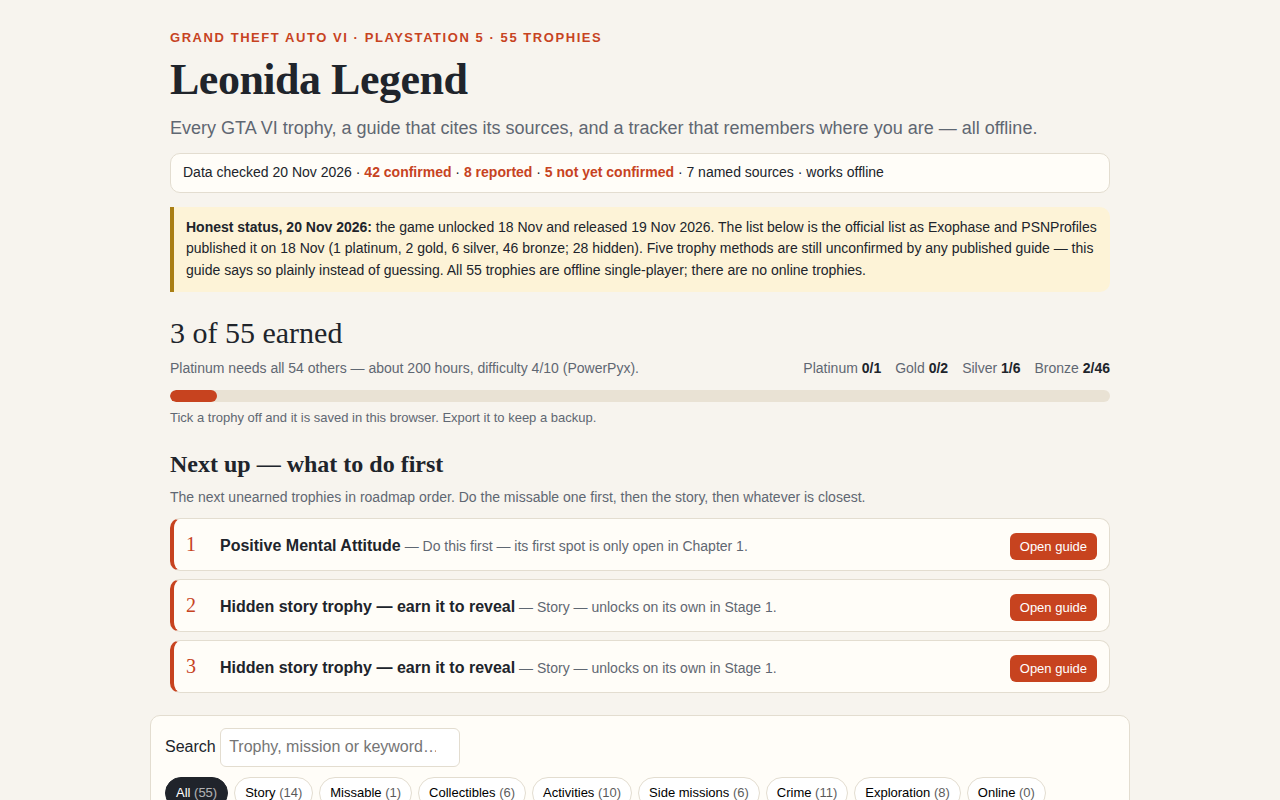 GRAND THEFT AUTO VI · PLAYSTATION 5 · 55 TROPHIES
Leonida Legend
Every GTA VI trophy, a guide that cites its sources, and a tracker that remembers where you are — all offline.
Data checked 20 Nov 2026 · 42 confirmed · 8 reported · 5 not yet confirmed · 7 named sources · works offline
Honest status, 20 Nov 2026: the game unlocked 18 Nov and released 19 Nov 2026. The list below is the official list as Exophase and PSNProfiles
published it on 18 Nov (1 platinum, 2 gold, 6 silver, 46 bronze; 28 hidden). Five trophy methods are still unconfirmed by any published guide — this
guide says so plainly instead of guessing. All 55 trophies are offline single-player; there are no online trophies.
3 of 55 earned
Platinum needs all 54 others — about 200 hours, difficulty 4/10 (PowerPyx).
Platinum 0/1 Gold 0/2 Silver 1/6 Bronze 2/46
Tick a trophy off and it is saved in this browser. Export it to keep a backup.
Next up — what to do first
The next unearned trophies in roadmap order. Do the missable one first, then the story, then whatever is closest.
1 Positive Mental Attitude — Do this first — its first spot is only open in Chapter 1. Open guide
2 Hidden story trophy — earn it to reveal — Story — unlocks on its own in Stage 1. Open guide
3 Hidden story trophy — earn it to reveal — Story — unlocks on its own in Stage 1. Open guide
Search Trophy, mission or keyword…
All (55) Story (14) Missable (1) Collectibles (6) Activities (10) Side missions (6) Crime (11) Exploration (8) Online (0)